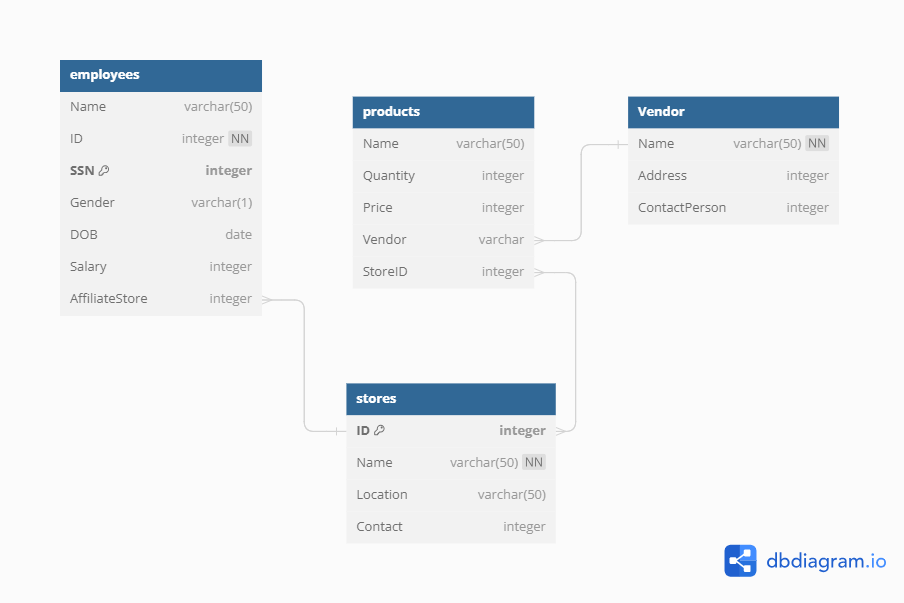 employees
Name varchar(50)
ID integer NN
SSN integer
Gender varchar(1)
DOB date
Salary integer
AffiliateStore integer
products
Name varchar(50)
Quantity integer
Price integer
Vendor varchar
StoreID integer
Vendor
Name varchar(50) NN
Address integer
ContactPerson integer
stores
ID integer
Name varchar(50) NN
Location varchar(50)
Contact integer
dbdiagram.io